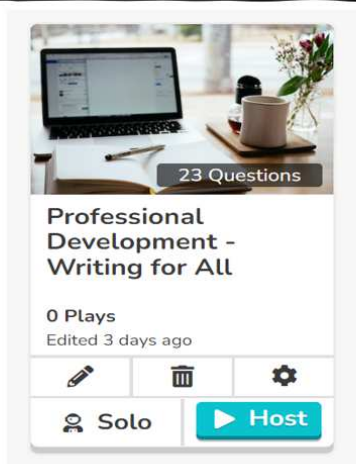 23 Questions
Professional
Development -
Writing for All
0 Plays
Edited 3 days ago
Solo
Host